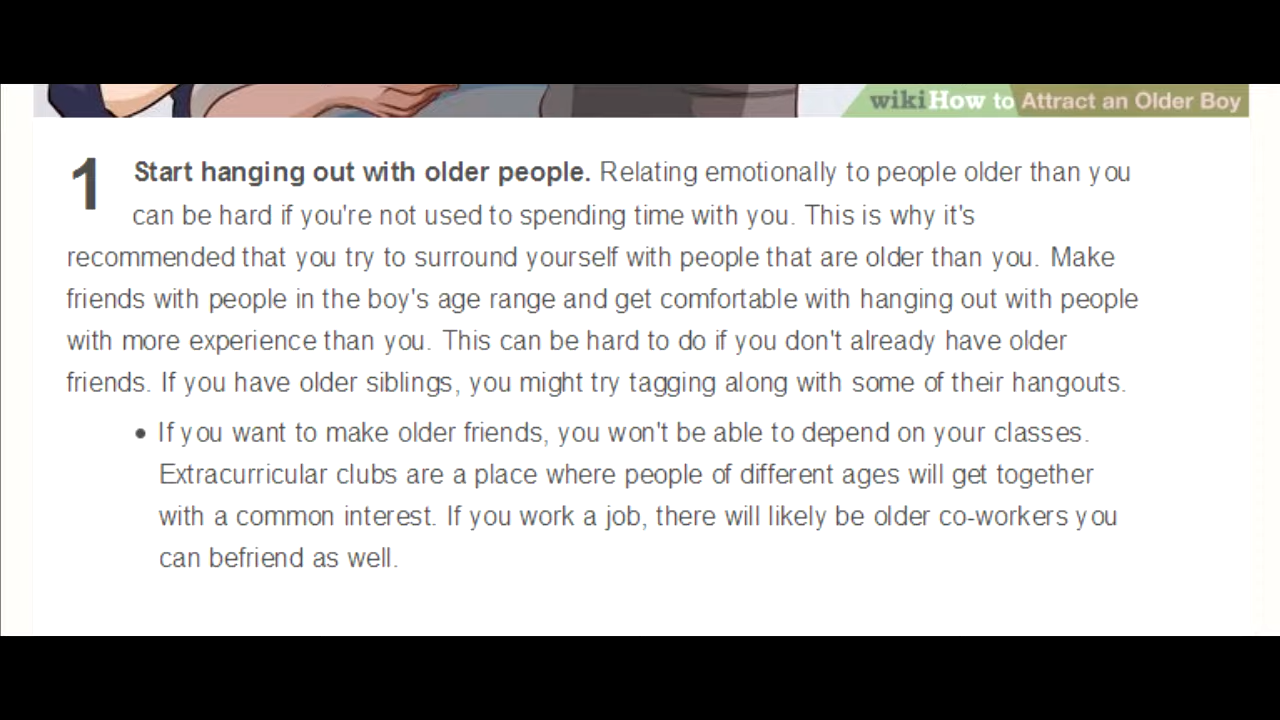 wikiHow to Attract an Older Boy
1 Start hanging out with older people. Relating emotionally to people older than you
can be hard if you're not used to spending time with you. This is why it's
recommended that you try to surround yourself with people that are older than you. Make
friends with people in the boy's age range and get comfortable with hanging out with people
with more experience than you. This can be hard to do if you don't already have older
friends. If you have older siblings, you might try tagging along with some of their hangouts.
• If you want to make older friends, you won't be able to depend on your classes.
Extracurricular clubs are a place where people of different ages will get together
with a common interest. If you work a job, there will likely be older co-workers you
can befriend as well.